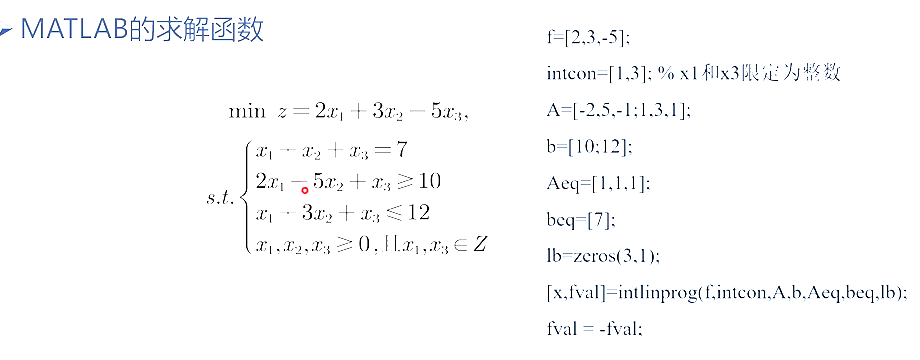 MATLAB的求解函数
min z = 2x₁ + 3x₂ − 5x₃,
s.t.{
x₁ − x₂ + x₃ = 7
2x₁ − 5x₂ + x₃ ⩾ 10
x₁ − 3x₂ + x₃ ⩽ 12
x₁, x₂, x₃ ⩾ 0, 且x₁, x₃ ∈ Z
f=[2,3,-5];
intcon=[1,3]; % x1和x3限定为整数
A=[-2,5,-1;1,3,1];
b=[10;12];
Aeq=[1,1,1];
beq=[7];
lb=zeros(3,1);
[x,fval]=intlinprog(f,intcon,A,b,Aeq,beq,lb);
fval = -fval;